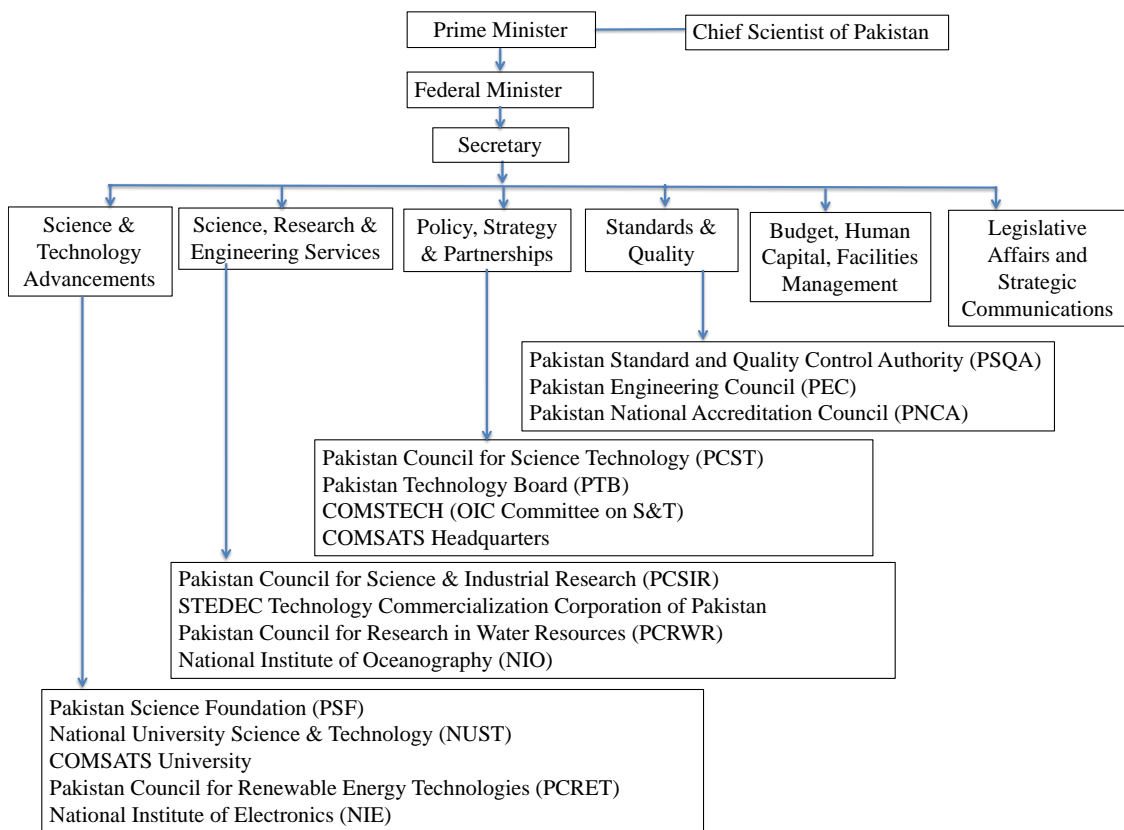 Prime Minister
Chief Scientist of Pakistan
Federal Minister
Secretary
Science &
Technology
Advancements
Science, Research &
Engineering Services
Policy, Strategy
& Partnerships
Standards &
Quality
Budget, Human
Capital, Facilities
Management
Legislative
Affairs and
Strategic
Communications
Pakistan Standard and Quality Control Authority (PSQA)
Pakistan Engineering Council (PEC)
Pakistan National Accreditation Council (PNCA)
Pakistan Council for Science Technology (PCST)
Pakistan Technology Board (PTB)
COMSTECH (OIC Committee on S&T)
COMSATS Headquarters
Pakistan Council for Science & Industrial Research (PCSIR)
STEDEC Technology Commercialization Corporation of Pakistan
Pakistan Council for Research in Water Resources (PCRWR)
National Institute of Oceanography (NIO)
Pakistan Science Foundation (PSF)
National University Science & Technology (NUST)
COMSATS University
Pakistan Council for Renewable Energy Technologies (PCRET)
National Institute of Electronics (NIE)